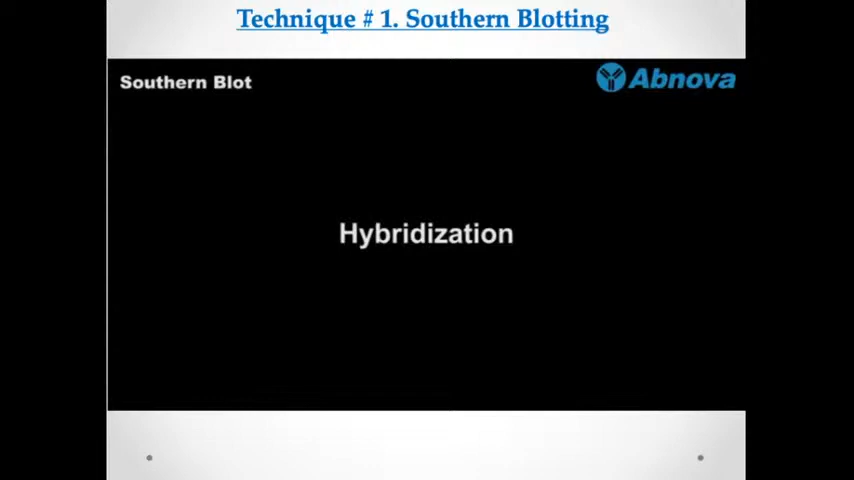 Technique # 1. Southern Blotting
Southern Blot
Abnova
Hybridization